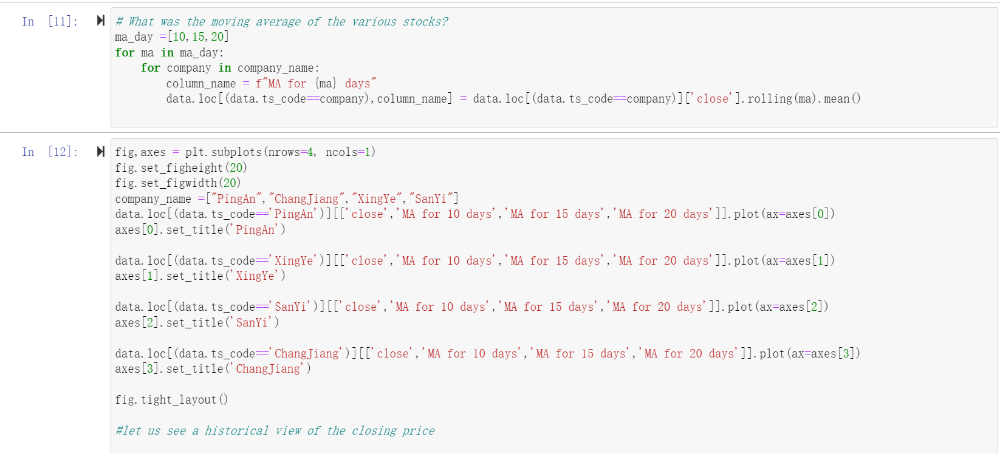 In [11]:
# What was the moving average of the various stocks?
ma_day =[10,15,20]
for ma in ma_day:
    for company in company_name:
        column_name = f"MA for {ma} days"
        data.loc[(data.ts_code==company),column_name] = data.loc[(data.ts_code==company)]['close'].rolling(ma).mean()
In [12]:
fig,axes = plt.subplots(nrows=4, ncols=1)
fig.set_figheight(20)
fig.set_figwidth(20)
company_name =["PingAn","ChangJiang","XingYe","SanYi"]
data.loc[(data.ts_code=='PingAn')][['close','MA for 10 days','MA for 15 days','MA for 20 days']].plot(ax=axes[0])
axes[0].set_title('PingAn')
data.loc[(data.ts_code=='XingYe')][['close','MA for 10 days','MA for 15 days','MA for 20 days']].plot(ax=axes[1])
axes[1].set_title('XingYe')
data.loc[(data.ts_code=='SanYi')][['close','MA for 10 days','MA for 15 days','MA for 20 days']].plot(ax=axes[2])
axes[2].set_title('SanYi')
data.loc[(data.ts_code=='ChangJiang')][['close','MA for 10 days','MA for 15 days','MA for 20 days']].plot(ax=axes[3])
axes[3].set_title('ChangJiang')
fig.tight_layout()
#let us see a historical view of the closing price